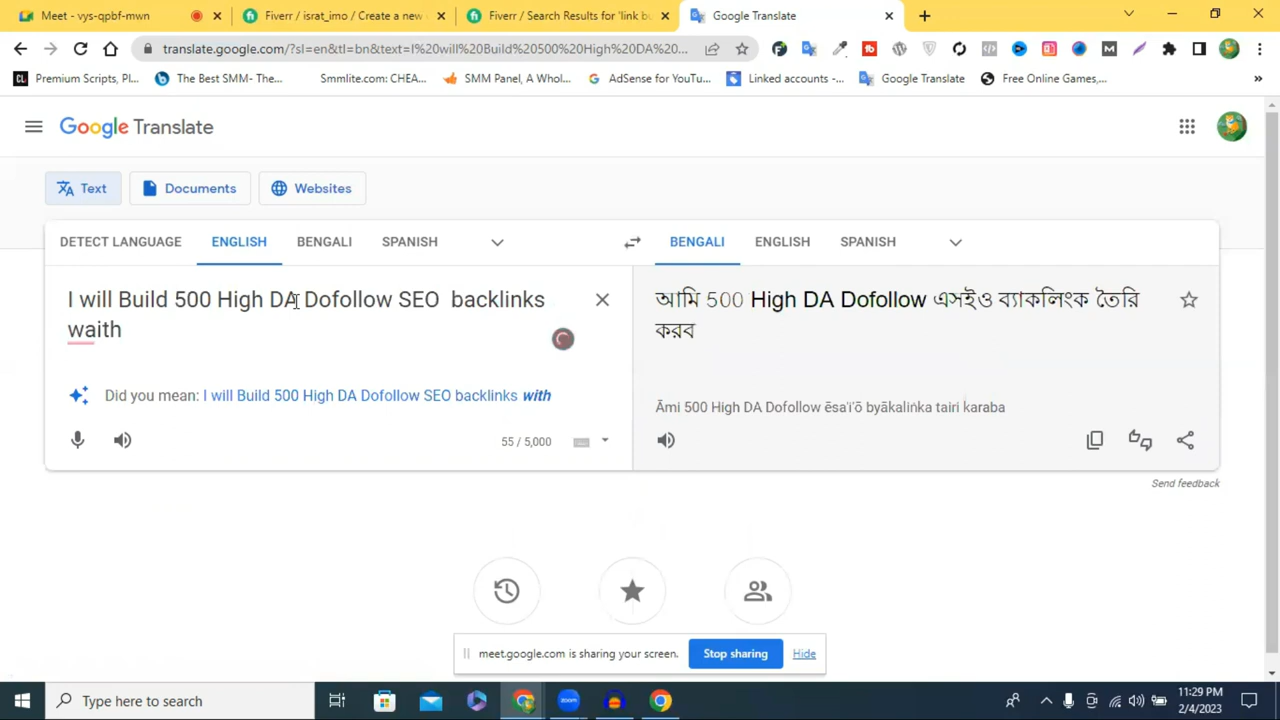 Meet - vys-qpbf-mwn
Fiverr / israt_imo / Create a new
Fiverr / Search Results for 'link bu
Google Translate
translate.google.com/?sl=en&tl=bn&text=I%20will%20Build%20500%20High%20DA%20...
Premium Scripts, Pl...
The Best SMM- The...
Smmlite.com: CHEA...
SMM Panel, A Whol...
AdSense for YouTu...
Linked accounts -...
Google Translate
Free Online Games,...
»
Google Translate
Text
Documents
Websites
DETECT LANGUAGE
ENGLISH
BENGALI
SPANISH
BENGALI
ENGLISH
SPANISH
I will Build 500 High DA Dofollow SEO  backlinks
waith
আমি 500 High DA Dofollow এসইও ব্যাকলিংক তৈরি
করব
Did you mean: I will Build 500 High DA Dofollow SEO  backlinks with
Āmi 500 High DA Dofollow ēsa'i'ō byākaliṅka tairi karaba
55 / 5,000
Send feedback
meet.google.com is sharing your screen.
Stop sharing
Hide
Type here to search
11:29 PM
2/4/2023